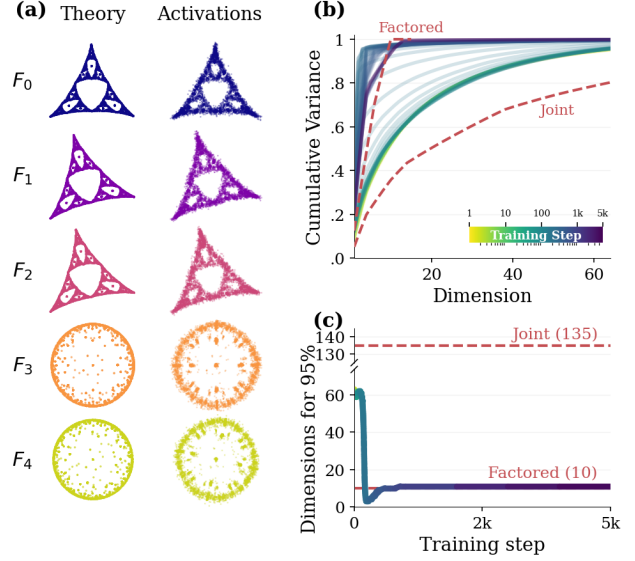 (a)
Theory
Activations
F0
F1
F2
F3
F4
(b)
Cumulative Variance
1
.8
.6
.4
.2
.0
Factored
Joint
1
10
100
1k
5k
Training Step
20
40
60
Dimension
(c)
Dimensions for 95%
140
130
60
40
20
10
0
Joint (135)
Factored (10)
0
2k
5k
Training step